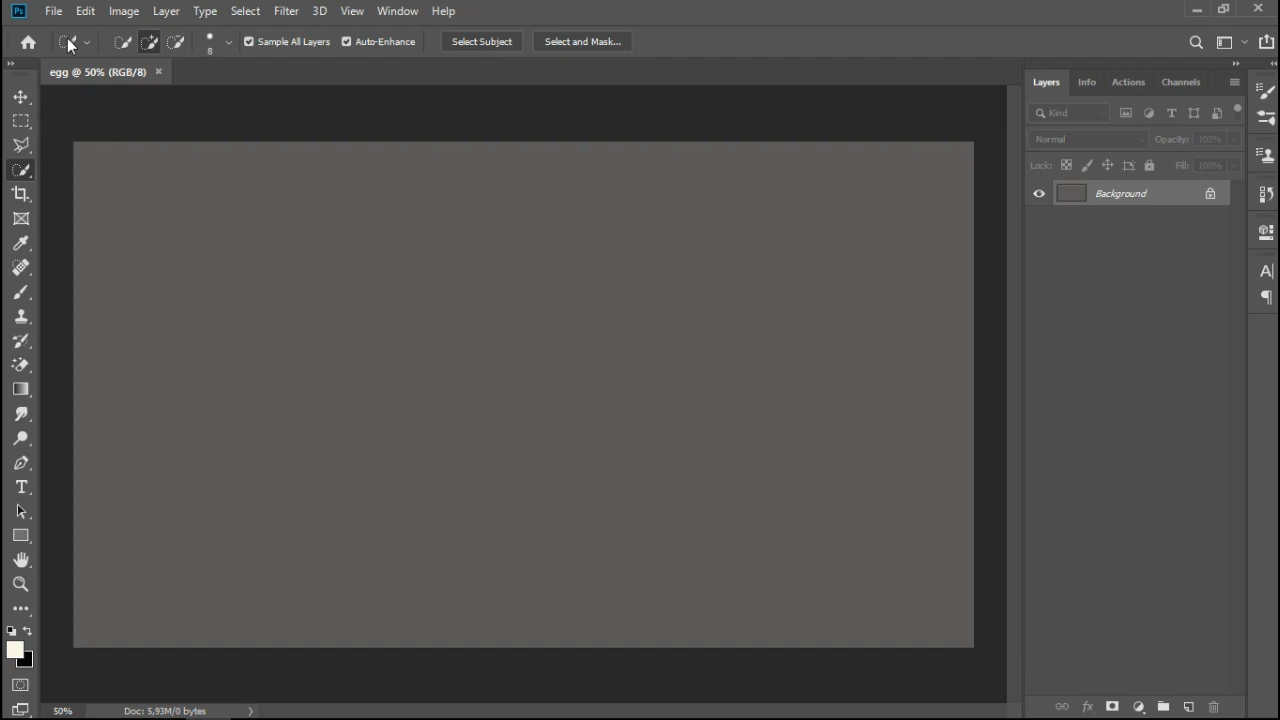 Ps File Edit Image Layer Type Select Filter 3D View Window Help
8 Sample All Layers Auto-Enhance Select Subject Select and Mask...
egg @ 50% (RGB/8) ×
Layers Info Actions Channels
Kind
Normal Opacity: 100%
Lock: Fill: 100%
Background
50% Doc: 5,93M/0 bytes